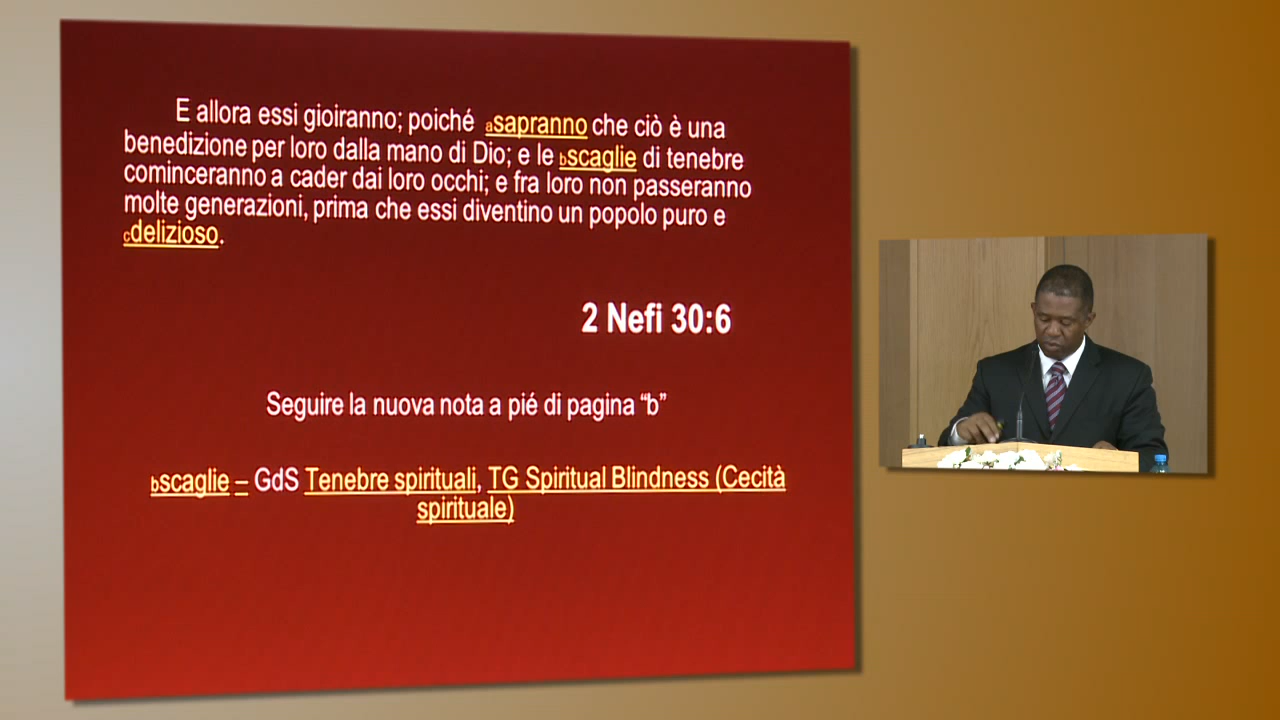 E allora essi gioiranno; poiché asapranno che ciò è una
benedizione per loro dalla mano di Dio; e le bscaglie di tenebre
cominceranno a cader dai loro occhi; e fra loro non passeranno
molte generazioni, prima che essi diventino un popolo puro e
cdelizioso.
2 Nefi 30:6
Seguire la nuova nota a pié di pagina “b”
bscaglie – GdS Tenebre spirituali, TG Spiritual Blindness (Cecità
spirituale)